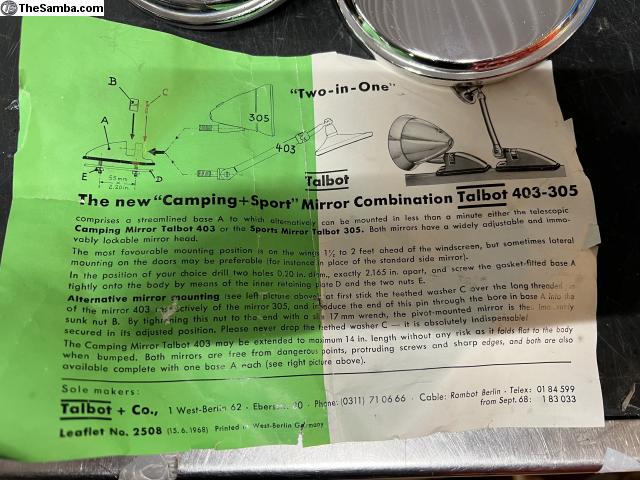 TheSamba.com
"Two-in-One"
B
C
A
305
403
E
55 mm
2.20 in.
D
Talbot
The new "Camping+Sport" Mirror Combination Talbot 403-305
comprises a streamlined base A to which alternatively can be mounted in less than a minute either the telescopic
Camping Mirror Talbot 403 or the Sports Mirror Talbot 305. Both mirrors have a widely adjustable and immo-
vably lockable mirror head.
The most favourable mounting position is on the wings 1½ to 2 feet ahead of the windscreen, but sometimes lateral
mounting on the doors may be preferable (for instance in place of the standard side mirror).
In the position of your choice drill two holes 0.20 in. diam., exactly 2.165 in. apart, and screw the gasket-fitted base A
tightly onto the body by means of the inner retaining plate D and the two nuts E.
Alternative mirror mounting (see left picture above) at first stick the teethed washer C over the long threaded
of the mirror 403 respectively of the mirror 305, and introduce the end of this pin through the bore in base A into the
sunk nut B. By tightening this nut to the end with a size 17 mm wrench, the pivot-mounted mirror is then immovably
secured in its adjusted position. Please never drop the teethed washer C — it is absolutely indispensable!
The Camping Mirror Talbot 403 may be extended to maximum 14 in. length without any risk as it folds flat to the body
when bumped. Both mirrors are free from dangerous points, protruding screws and sharp edges, and both are also
available complete with one base A each (see right picture above).
Sole makers:
Talbot + Co., 1 West-Berlin 62 · 20 · Phone: (0311) 71 06 66 · Cable: Rambot Berlin · Telex: 01 84 599
from Sept. 68: 1 83 033
Leaflet No. 2508 (15. 6. 1968) Printed in West-Berlin Germany